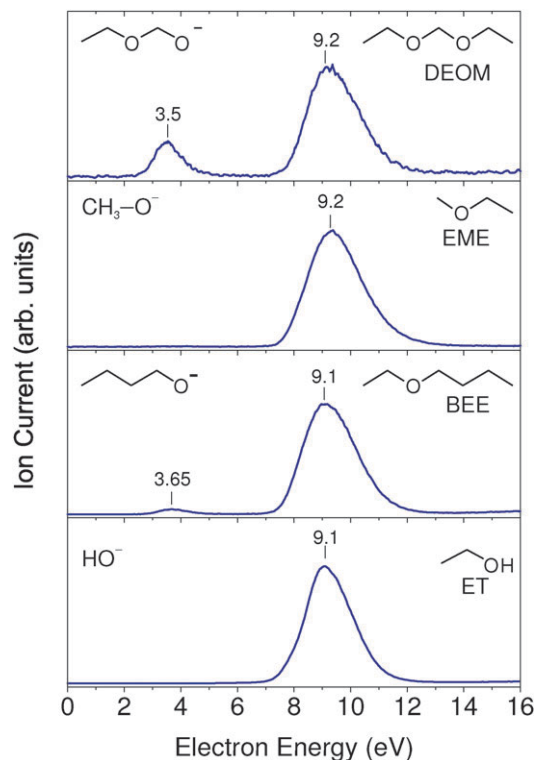 O O⁻
9.2
O O
DEOM
3.5
CH₃–O⁻
9.2
O
EME
O⁻
9.1
O
BEE
3.65
HO⁻
9.1
OH
ET
0 2 4 6 8 10 12 14 16
Electron Energy (eV)
Ion Current (arb. units)